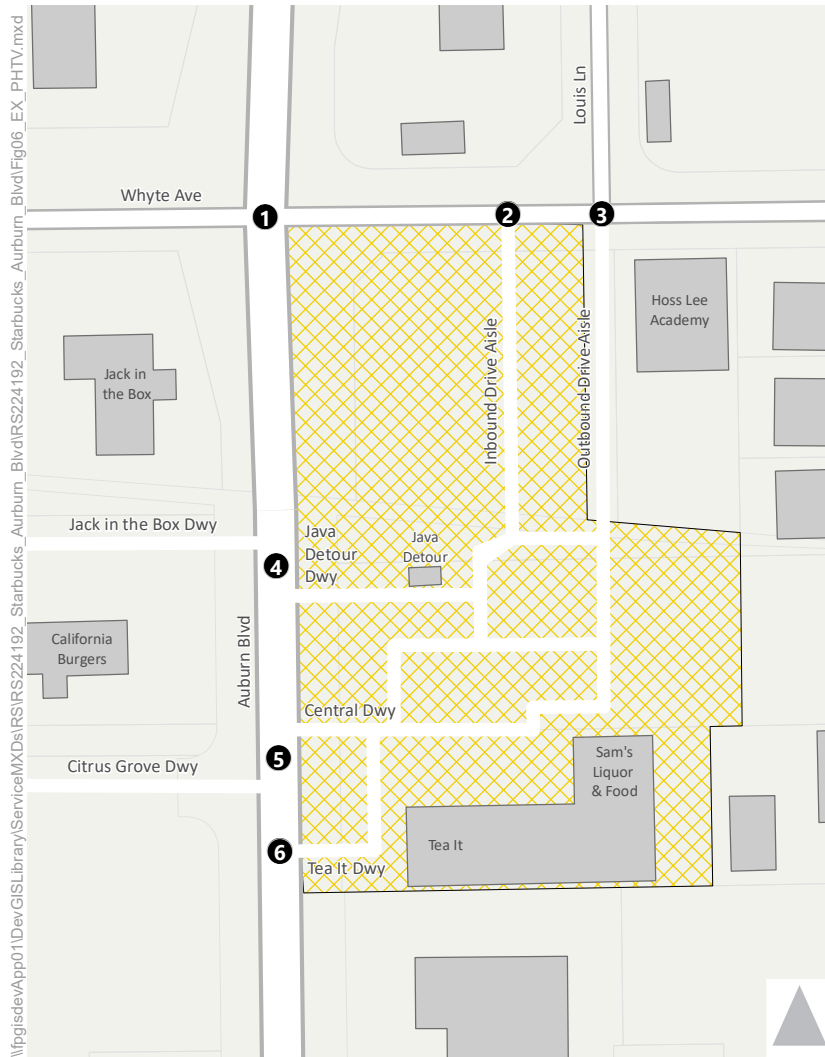 \\fpgisdevApp01\DevGISLibrary\ServiceMXDs\RS\RS224192_Starbucks_Aurburn_Blvd\RS224192_Starbucks_Aurburn_Blvd\Fig06_EX_PHTV.mxd
Louis Ln
Whyte Ave
1
2
3
Hoss Lee
Academy
Inbound Drive Aisle
Outbound Drive Aisle
Jack in
the Box
Jack in the Box Dwy
Java
Detour
Dwy
Java
Detour
4
California
Burgers
Auburn Blvd
Central Dwy
5
Citrus Grove Dwy
Sam's
Liquor
& Food
Tea It
6
Tea It Dwy